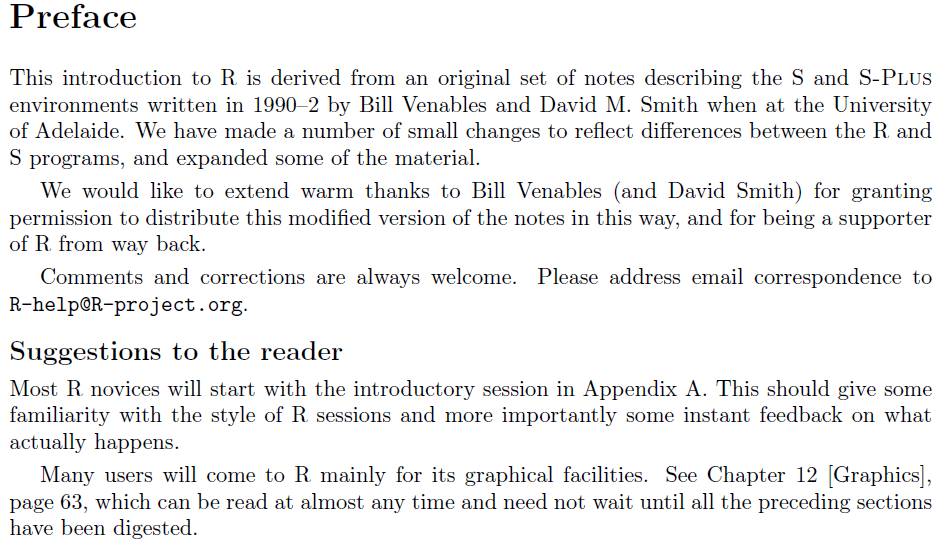 Preface
This introduction to R is derived from an original set of notes describing the S and S-PLUS
environments written in 1990–2 by Bill Venables and David M. Smith when at the University
of Adelaide. We have made a number of small changes to reflect differences between the R and
S programs, and expanded some of the material.
We would like to extend warm thanks to Bill Venables (and David Smith) for granting
permission to distribute this modified version of the notes in this way, and for being a supporter
of R from way back.
Comments and corrections are always welcome. Please address email correspondence to
R-help@R-project.org.
Suggestions to the reader
Most R novices will start with the introductory session in Appendix A. This should give some
familiarity with the style of R sessions and more importantly some instant feedback on what
actually happens.
Many users will come to R mainly for its graphical facilities. See Chapter 12 [Graphics],
page 63, which can be read at almost any time and need not wait until all the preceding sections
have been digested.